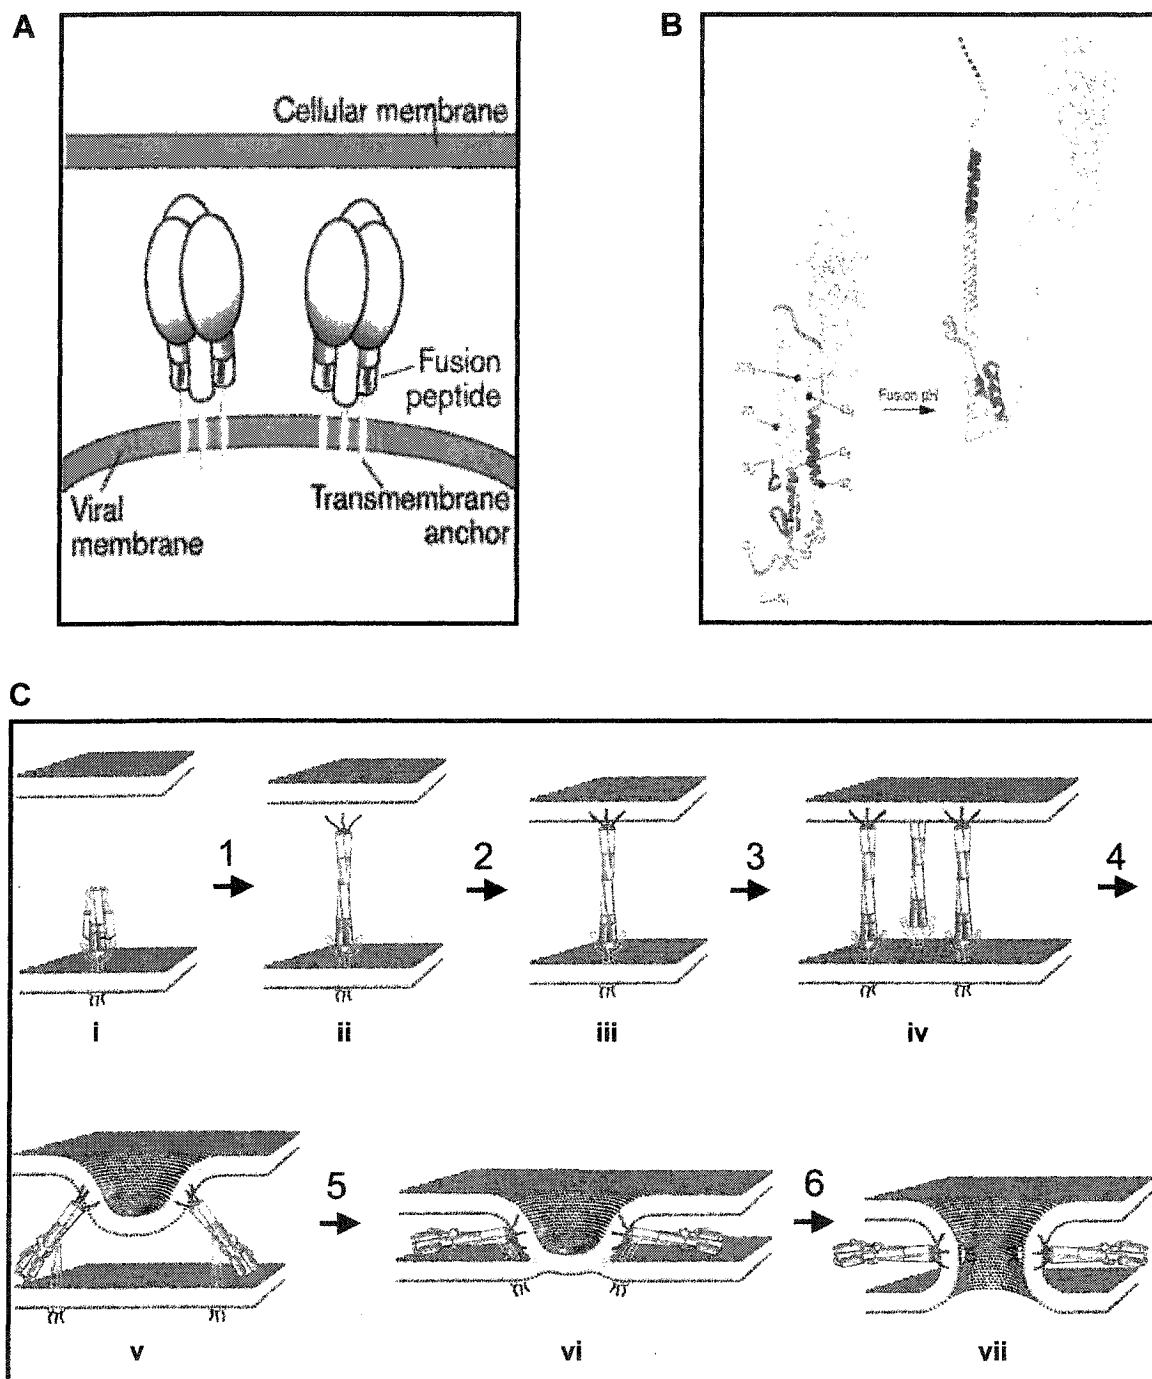 A
Cellular membrane
Fusion
peptide
Viral
membrane
Transmembrane
anchor
B
Fusion pH
C
1
2
3
4
i
ii
iii
iv
5
6
v
vi
vii